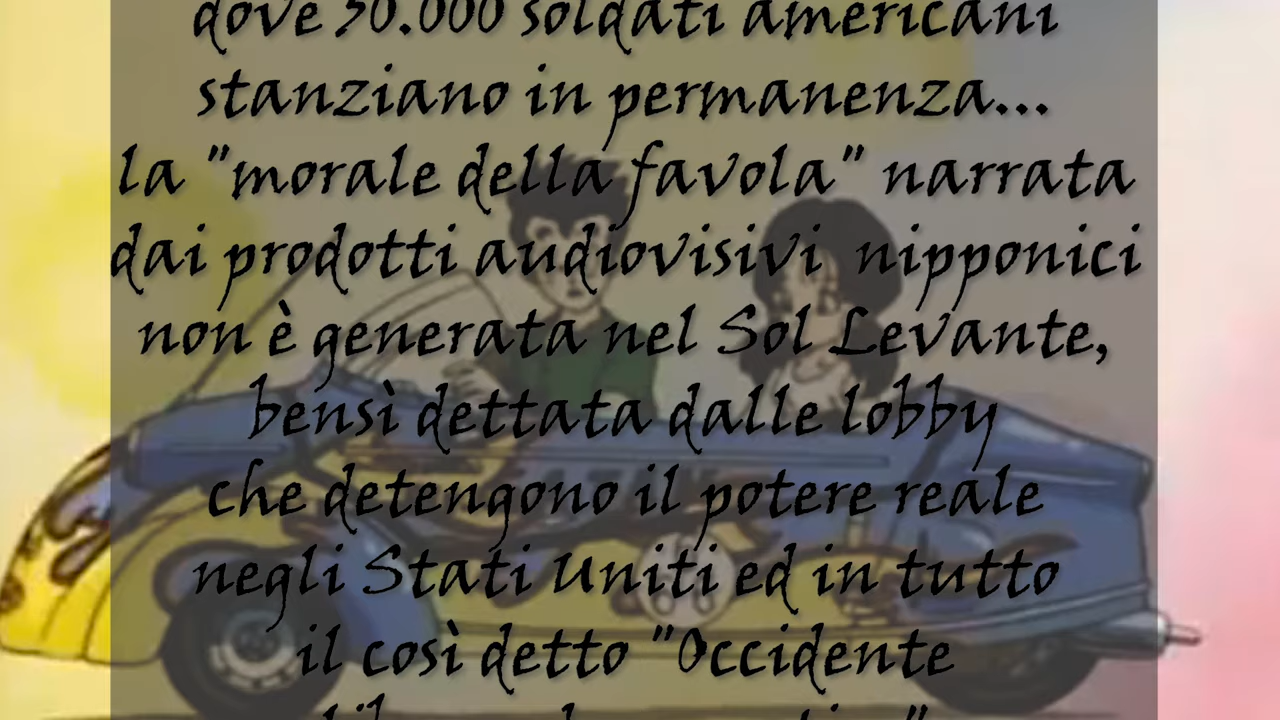 dove 50.000 soldati americani
stanziano in permanenza...
la "morale della favola" narrata
dai prodotti audiovisivi nipponici
non è generata nel Sol Levante,
bensì dettata dalle lobby
che detengono il potere reale
negli Stati Uniti ed in tutto
il così detto "Occidente